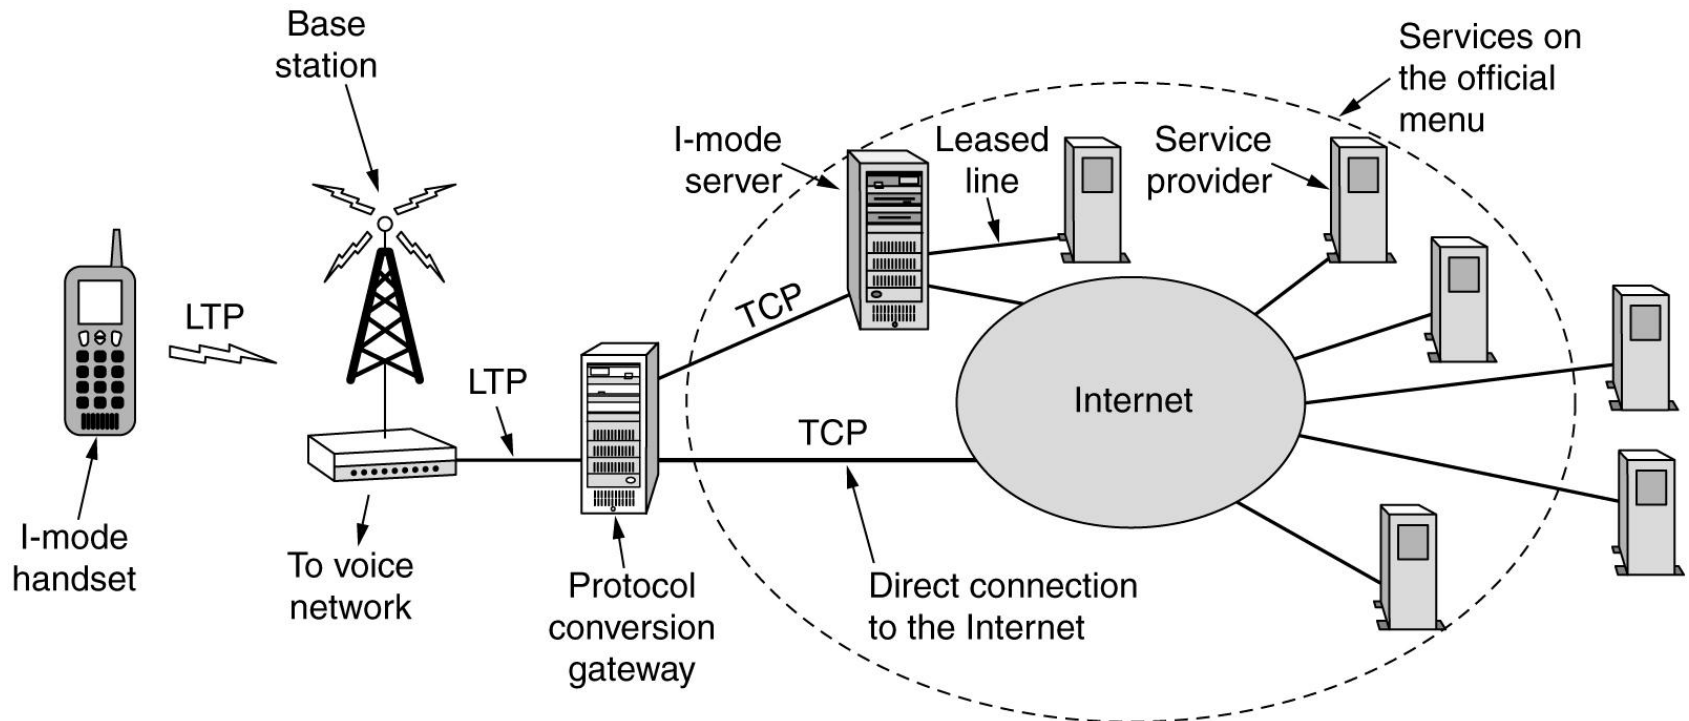 Base
station
Services on
the official
menu
I-mode
server
Leased
line
Service
provider
LTP
TCP
LTP
Internet
TCP
I-mode
handset
To voice
network
Protocol
conversion
gateway
Direct connection
to the Internet